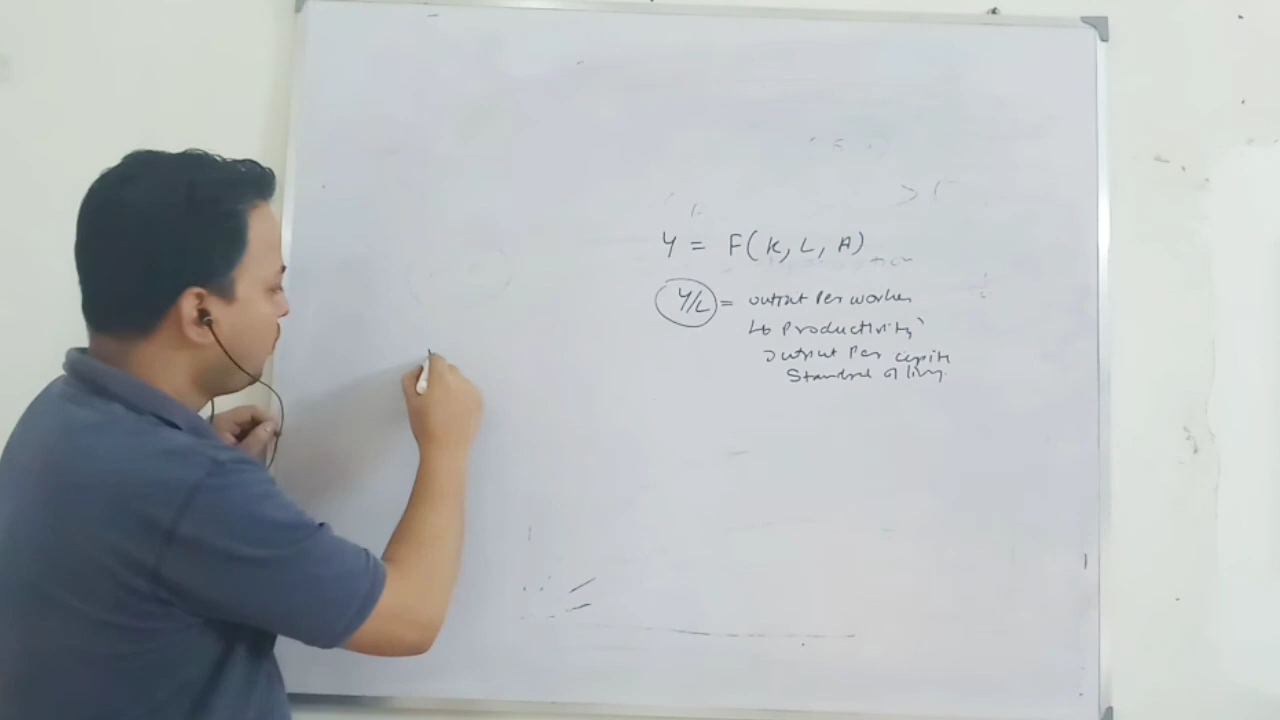 Y = F(K, L, A)
Y/L = output Per worker
↳ Productivity
output Per capita
Standard of living